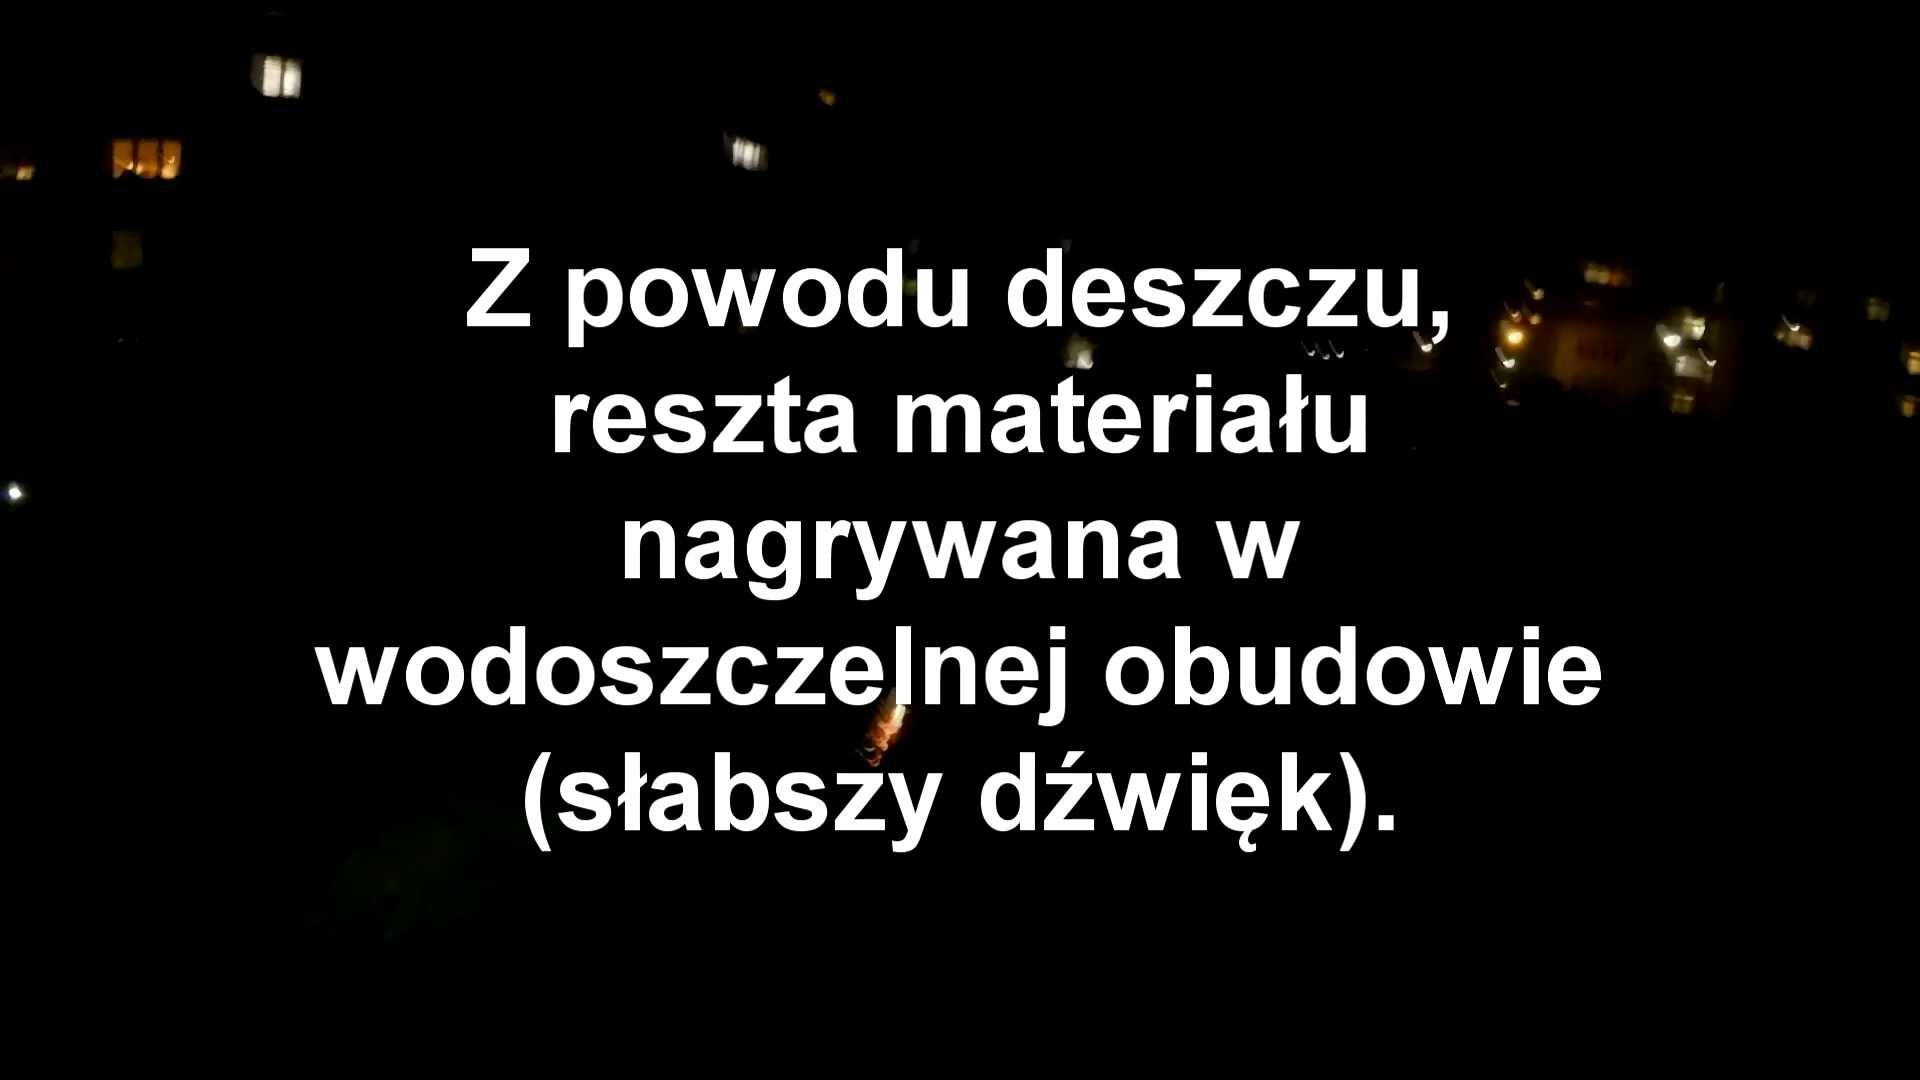 Z powodu deszczu,
reszta materiału
nagrywana w
wodoszczelnej obudowie
(słabszy dźwięk).